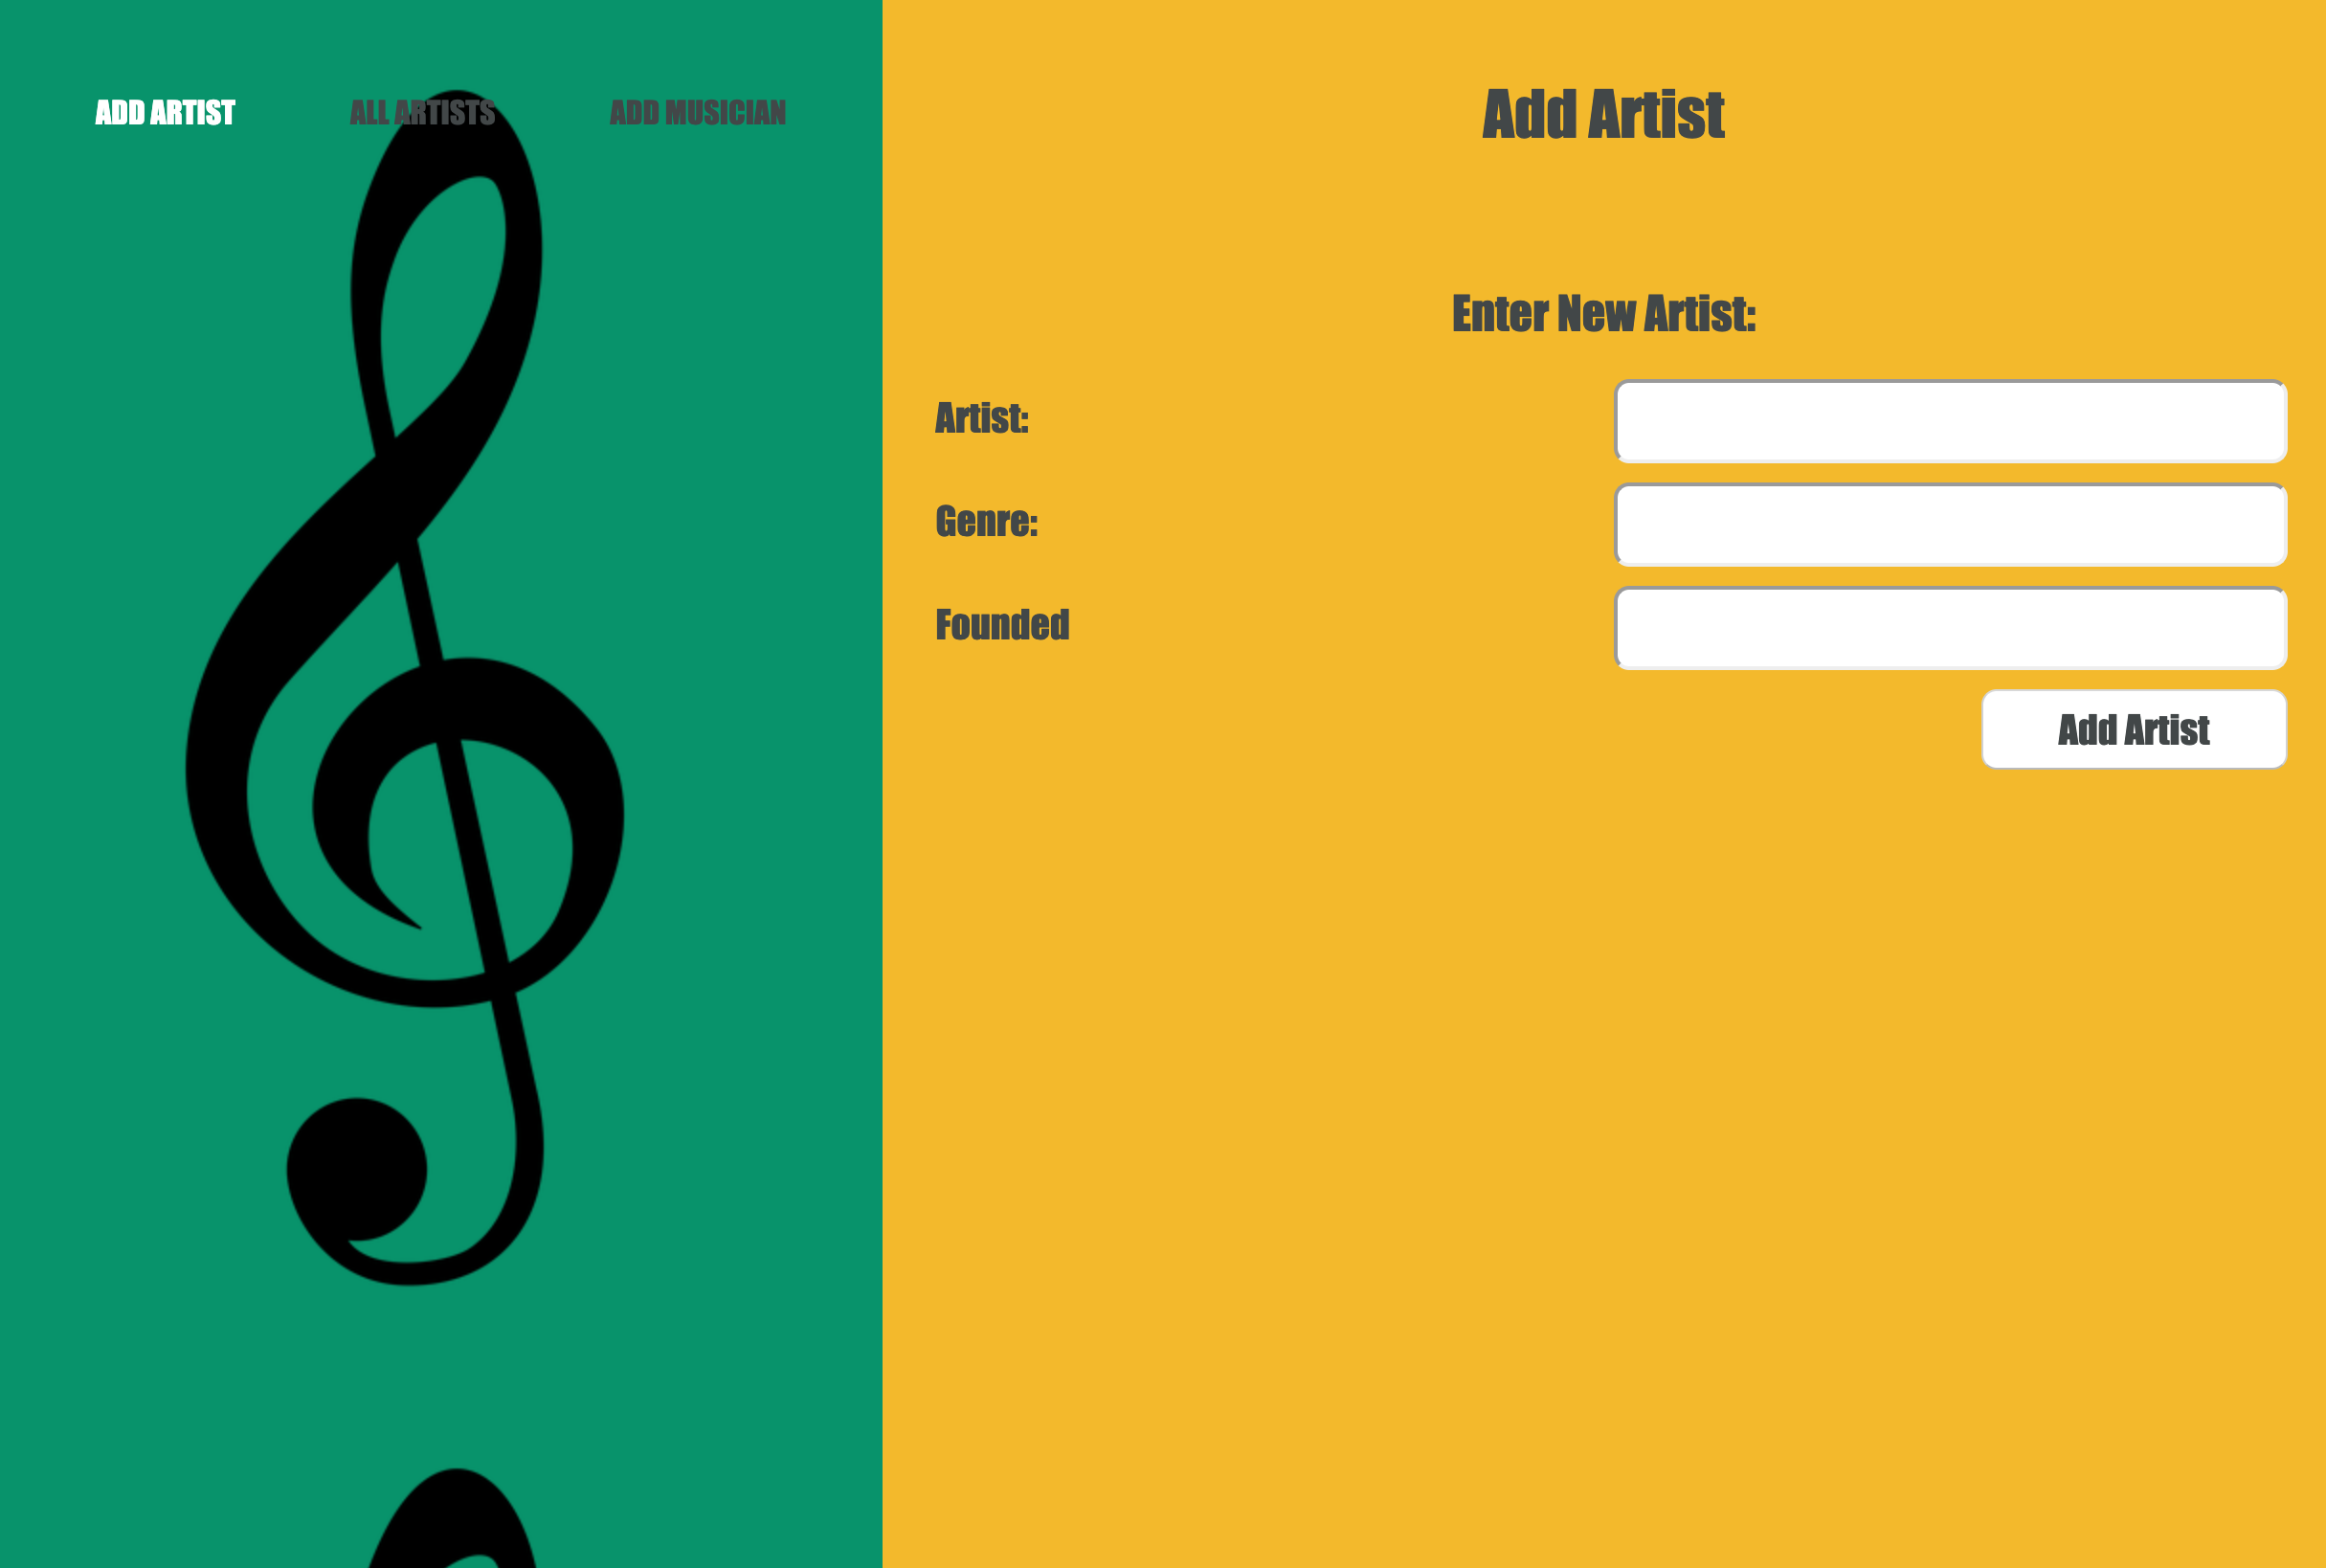 ADD ARTIST ALL ARTISTS ADD MUSICIAN
Add Artist
Enter New Artist:
Artist:
Genre:
Founded
Add Artist